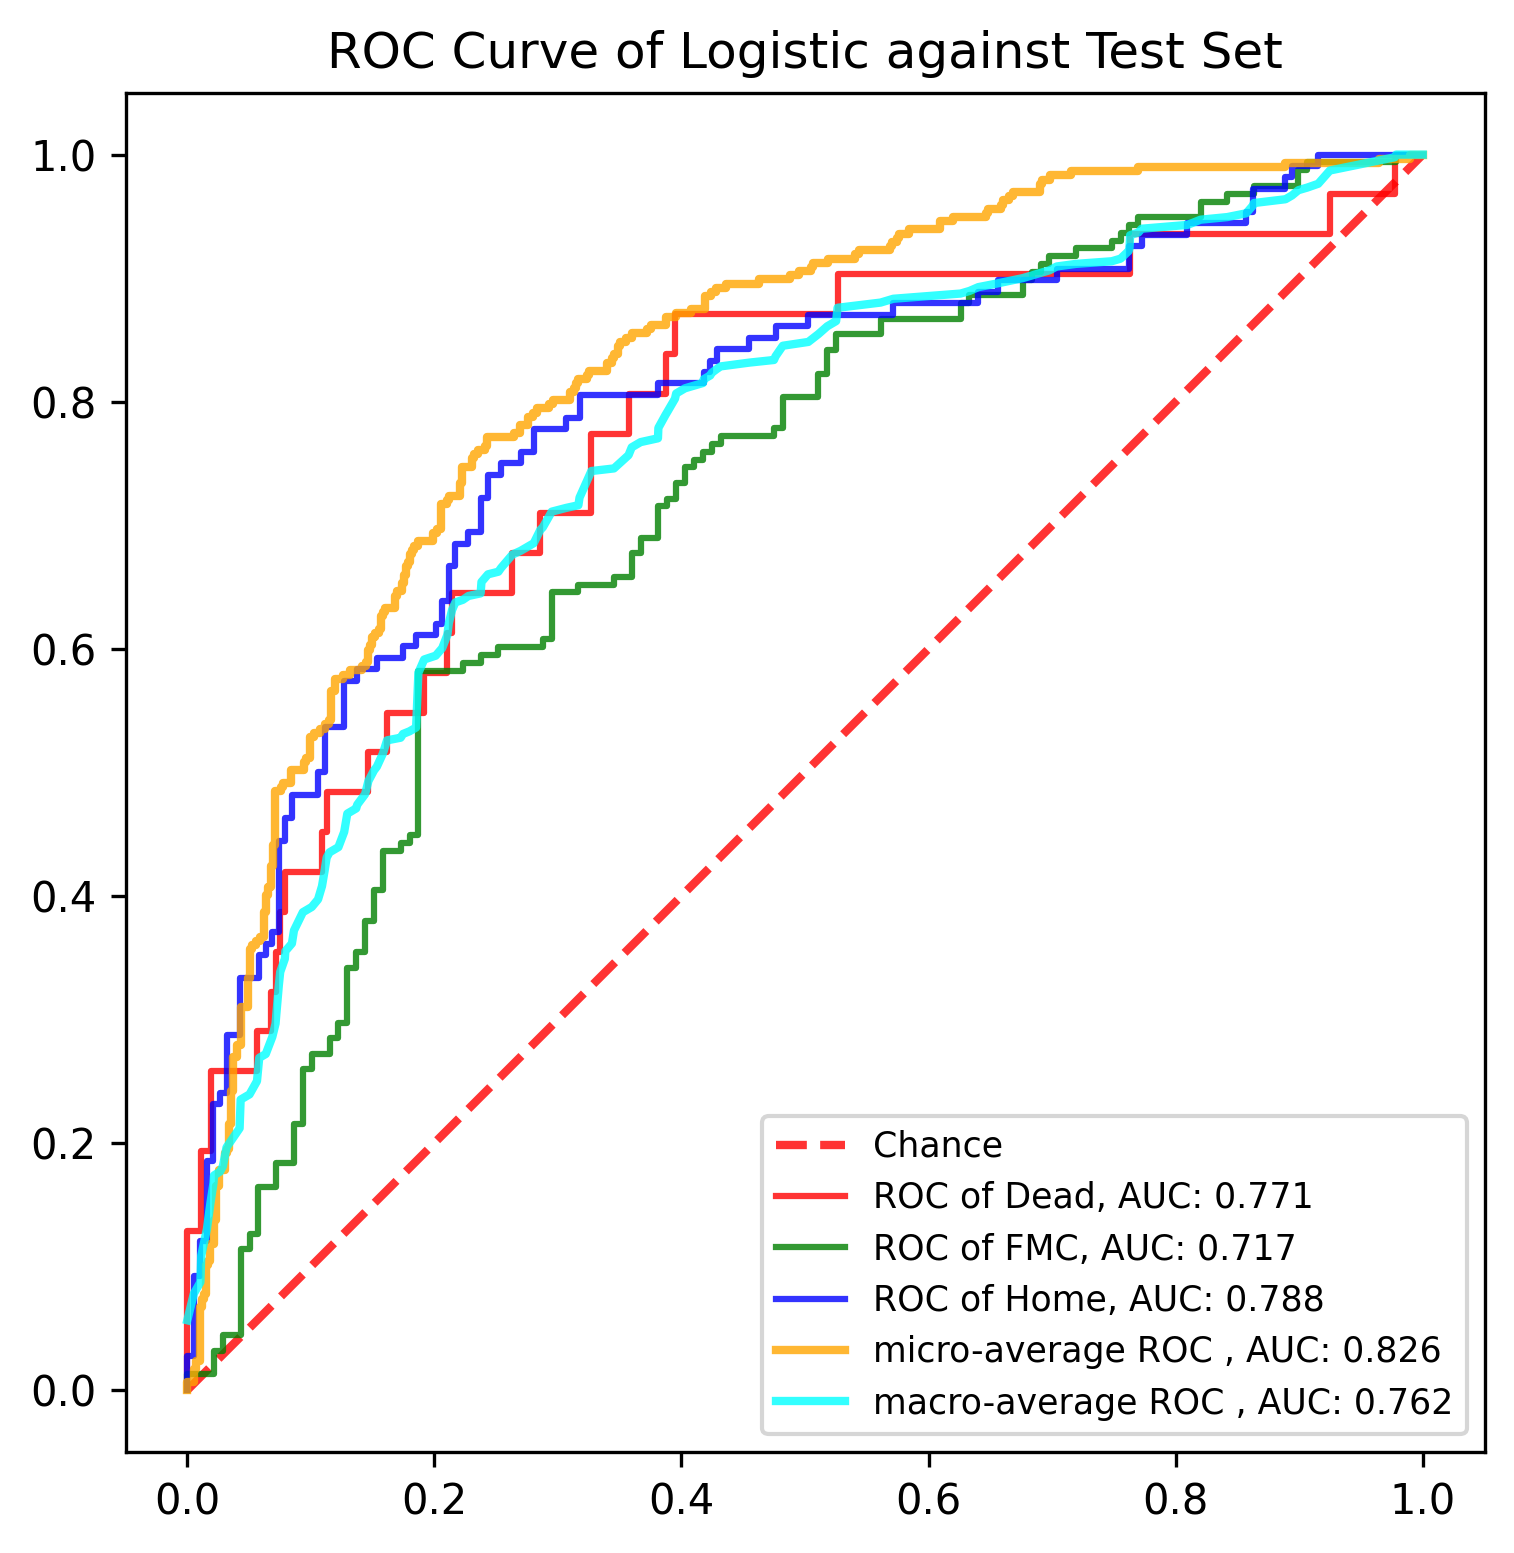 ROC Curve of Logistic against Test Set
1.0
0.8
0.6
0.4
0.2
0.0
Chance
ROC of Dead, AUC: 0.771
ROC of FMC, AUC: 0.717
ROC of Home, AUC: 0.788
micro-average ROC , AUC: 0.826
macro-average ROC , AUC: 0.762
0.0 0.2 0.4 0.6 0.8 1.0